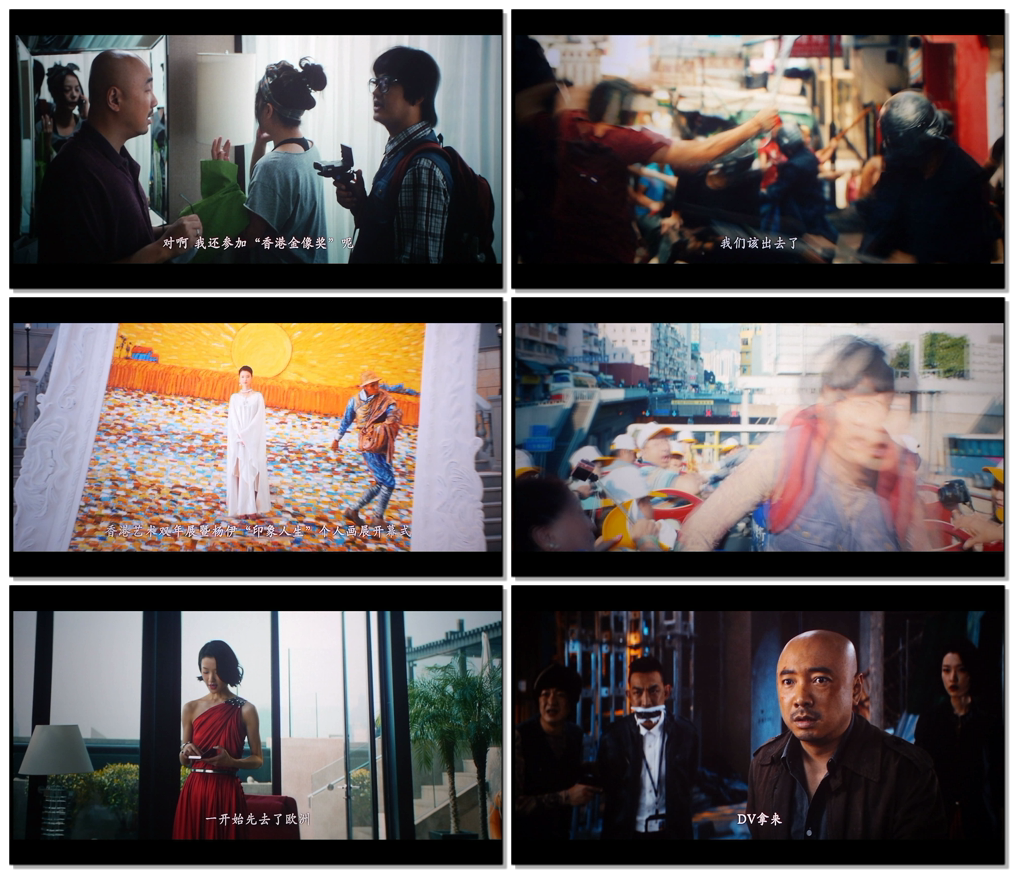 对啊 我还参加“香港金像奖”呢
我们该出去了
香港艺术双年展暨杨伊“印象人生”个人画展开幕式
一开始先去了欧洲
DV拿来